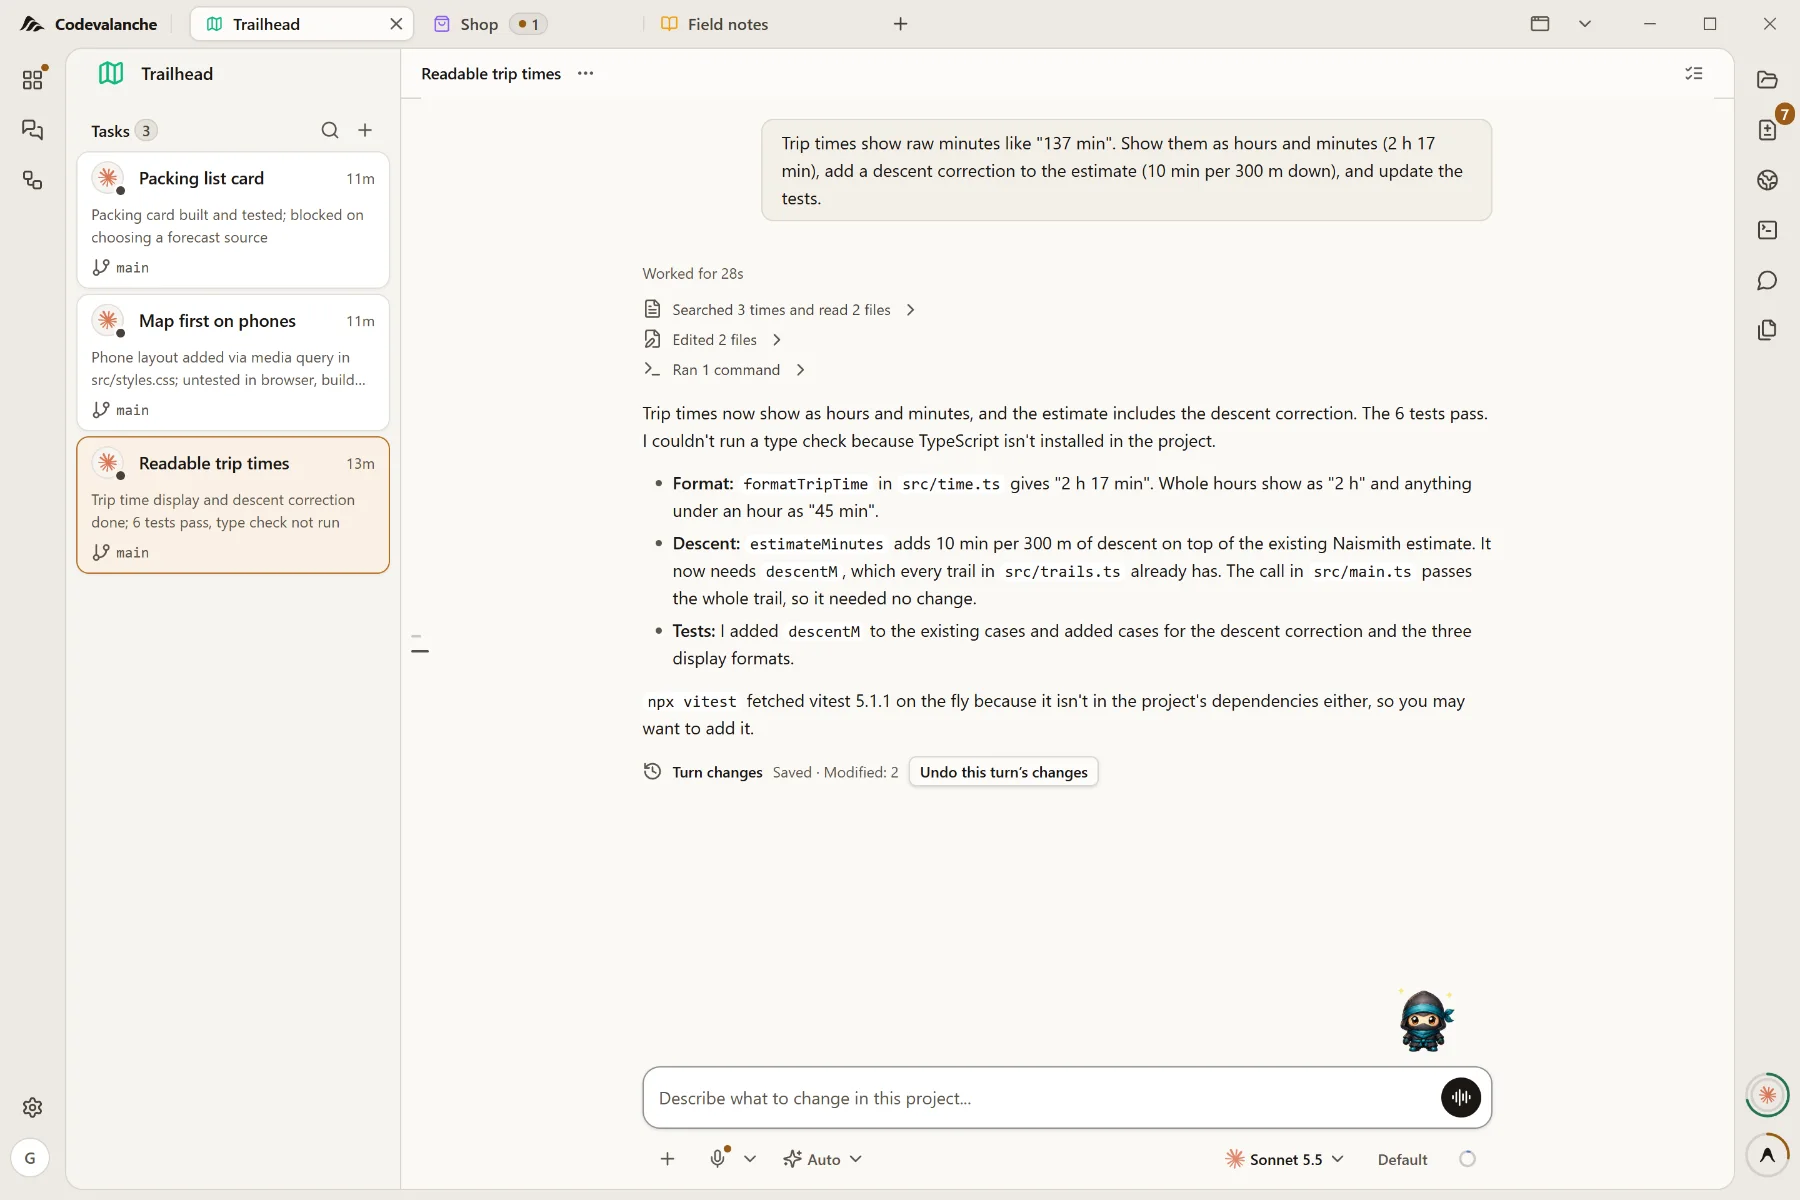 Codevalanche
Trailhead
Shop
1
Field notes
Trailhead
Readable trip times
Tasks 3
Packing list card 11m
Packing card built and tested; blocked on
choosing a forecast source
main
Map first on phones 11m
Phone layout added via media query in
src/styles.css; untested in browser, build...
main
Readable trip times 13m
Trip time display and descent correction
done; 6 tests pass, type check not run
main
Trip times show raw minutes like "137 min". Show them as hours and minutes (2 h 17
min), add a descent correction to the estimate (10 min per 300 m down), and update the
tests.
Worked for 28s
Searched 3 times and read 2 files
Edited 2 files
Ran 1 command
Trip times now show as hours and minutes, and the estimate includes the descent correction. The 6 tests pass.
I couldn't run a type check because TypeScript isn't installed in the project.
• Format: formatTripTime in src/time.ts gives "2 h 17 min". Whole hours show as "2 h" and anything
under an hour as "45 min".
• Descent: estimateMinutes adds 10 min per 300 m of descent on top of the existing Naismith estimate. It
now needs descentM, which every trail in src/trails.ts already has. The call in src/main.ts passes
the whole trail, so it needed no change.
• Tests: I added descentM to the existing cases and added cases for the descent correction and the three
display formats.
npx vitest fetched vitest 5.1.1 on the fly because it isn't in the project's dependencies either, so you may
want to add it.
Turn changes Saved · Modified: 2 Undo this turn’s changes
Describe what to change in this project...
Auto
Sonnet 5.5
Default
7
G